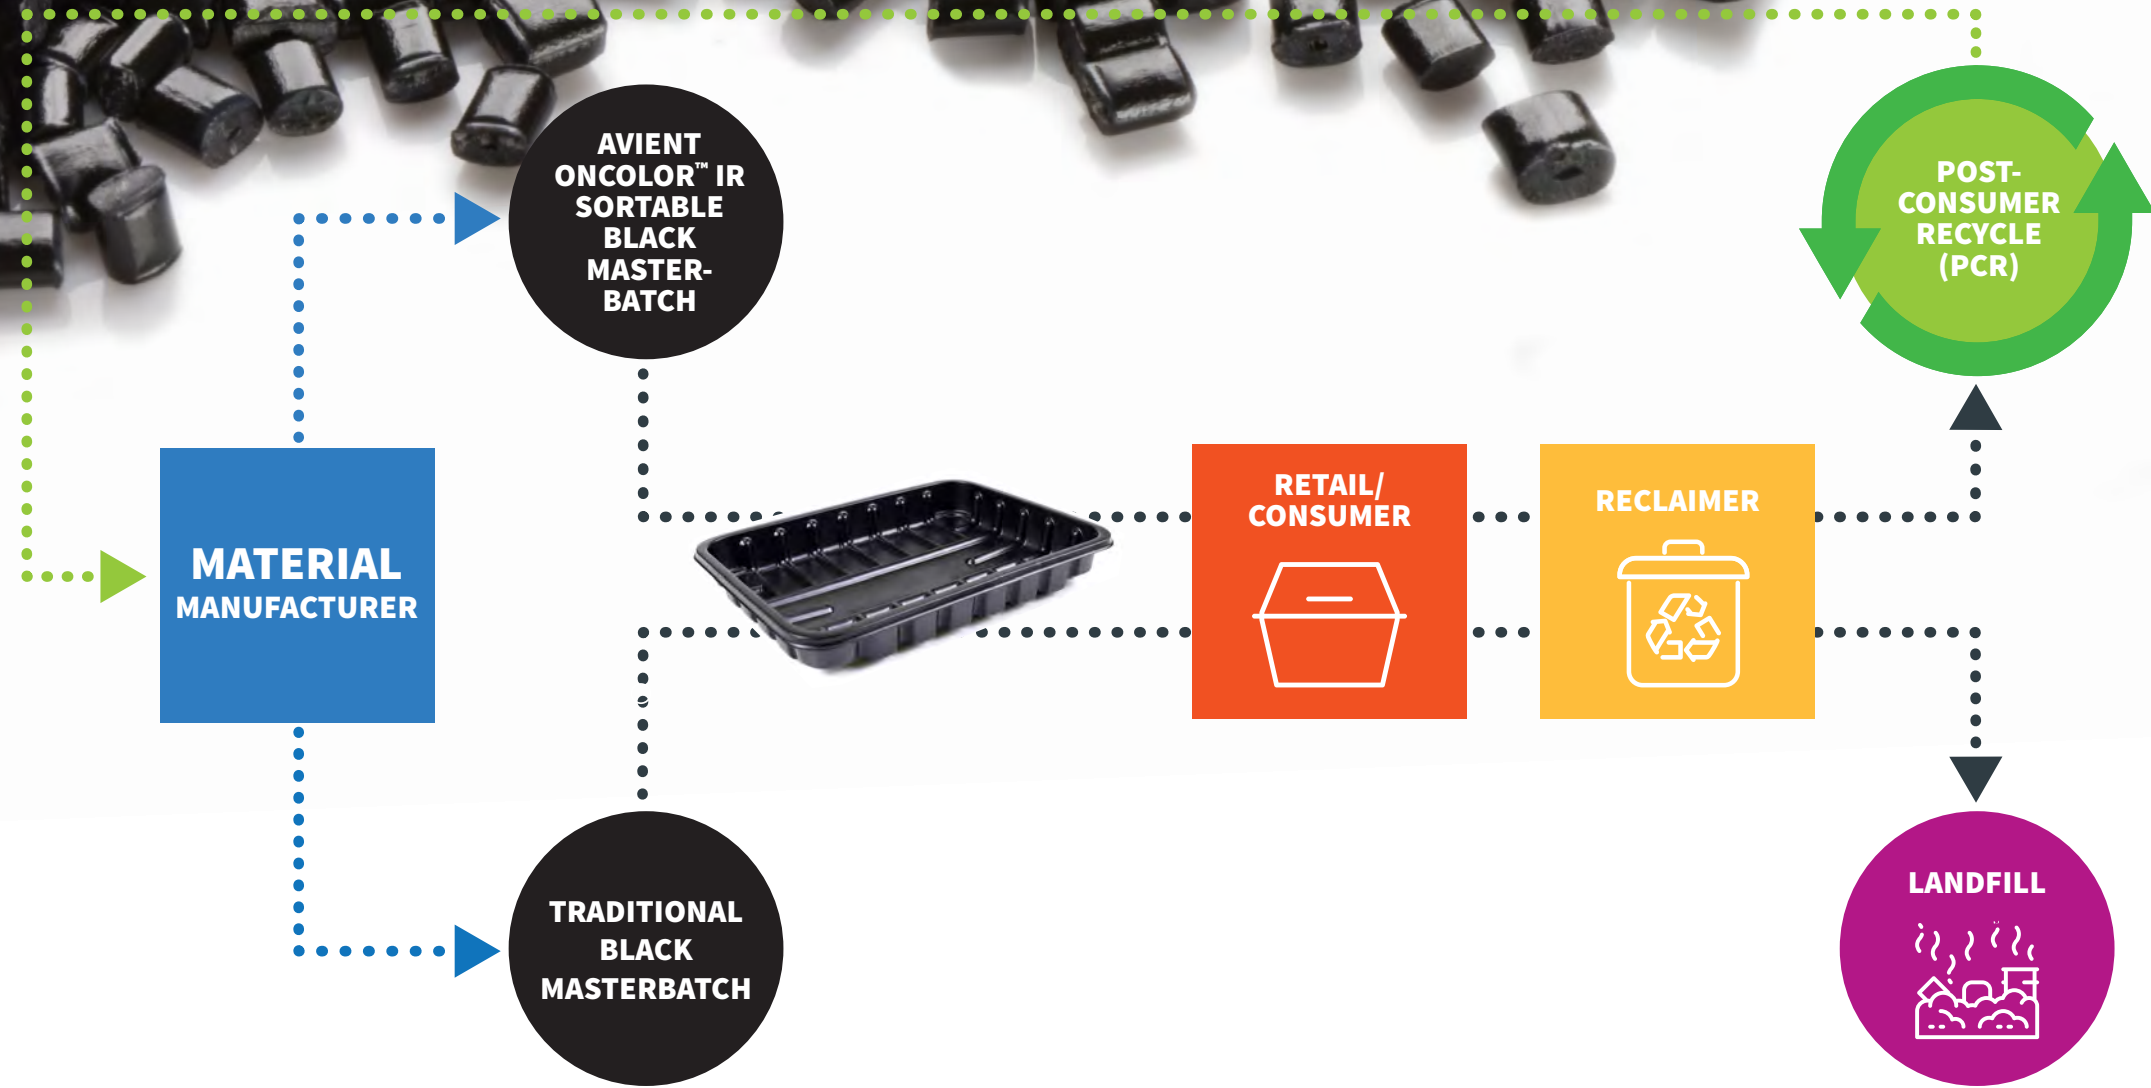 AVIENT
ONCOLOR™ IR
SORTABLE
BLACK
MASTER-
BATCH
POST-
CONSUMER
RECYCLE
(PCR)
MATERIAL
MANUFACTURER
RETAIL/
CONSUMER
RECLAIMER
TRADITIONAL
BLACK
MASTERBATCH
LANDFILL